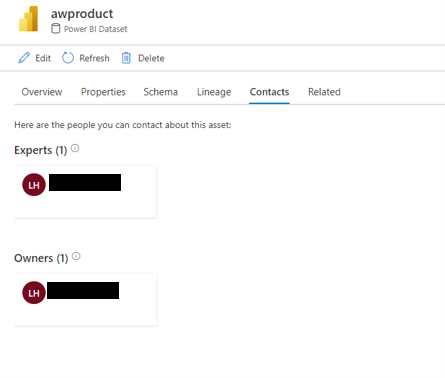 awproduct
Power BI Dataset
Edit Refresh Delete
Overview Properties Schema Lineage Contacts Related
Here are the people you can contact about this asset:
Experts (1)
LH
Owners (1)
LH